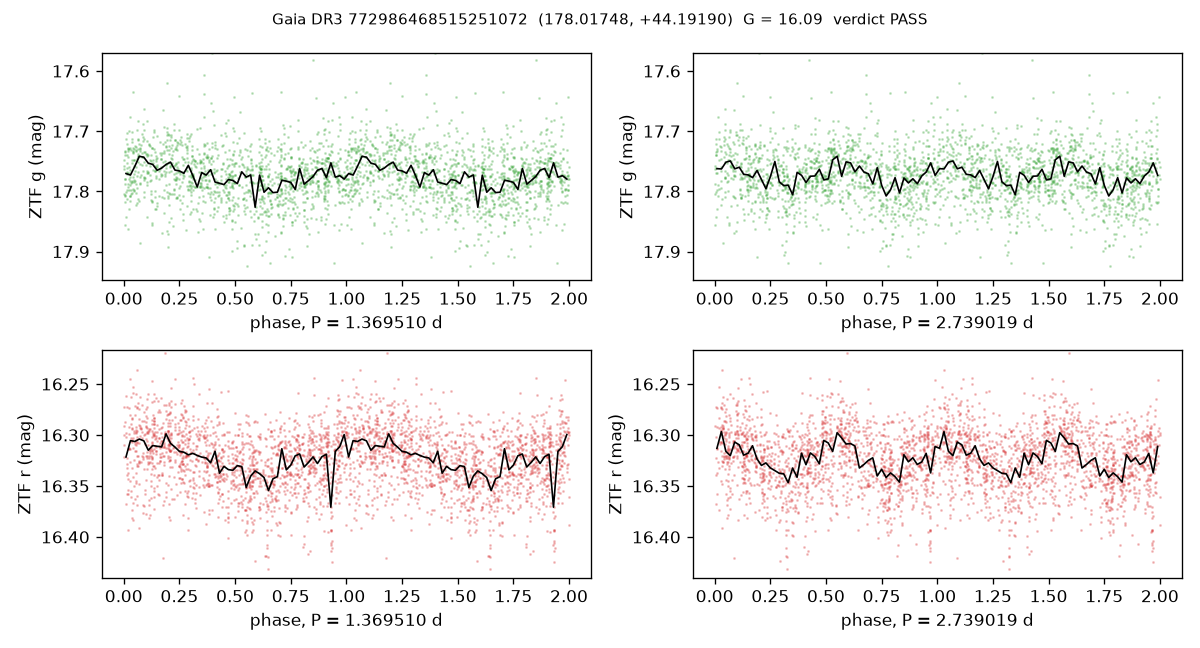 Gaia DR3 772986468515251072 (178.01748, +44.19190) G = 16.09 verdict PASS
ZTF g (mag)
17.6
17.7
17.8
17.9
0.00 0.25 0.50 0.75 1.00 1.25 1.50 1.75 2.00
phase, P = 1.369510 d
ZTF g (mag)
17.6
17.7
17.8
17.9
0.00 0.25 0.50 0.75 1.00 1.25 1.50 1.75 2.00
phase, P = 2.739019 d
ZTF r (mag)
16.25
16.30
16.35
16.40
0.00 0.25 0.50 0.75 1.00 1.25 1.50 1.75 2.00
phase, P = 1.369510 d
ZTF r (mag)
16.25
16.30
16.35
16.40
0.00 0.25 0.50 0.75 1.00 1.25 1.50 1.75 2.00
phase, P = 2.739019 d